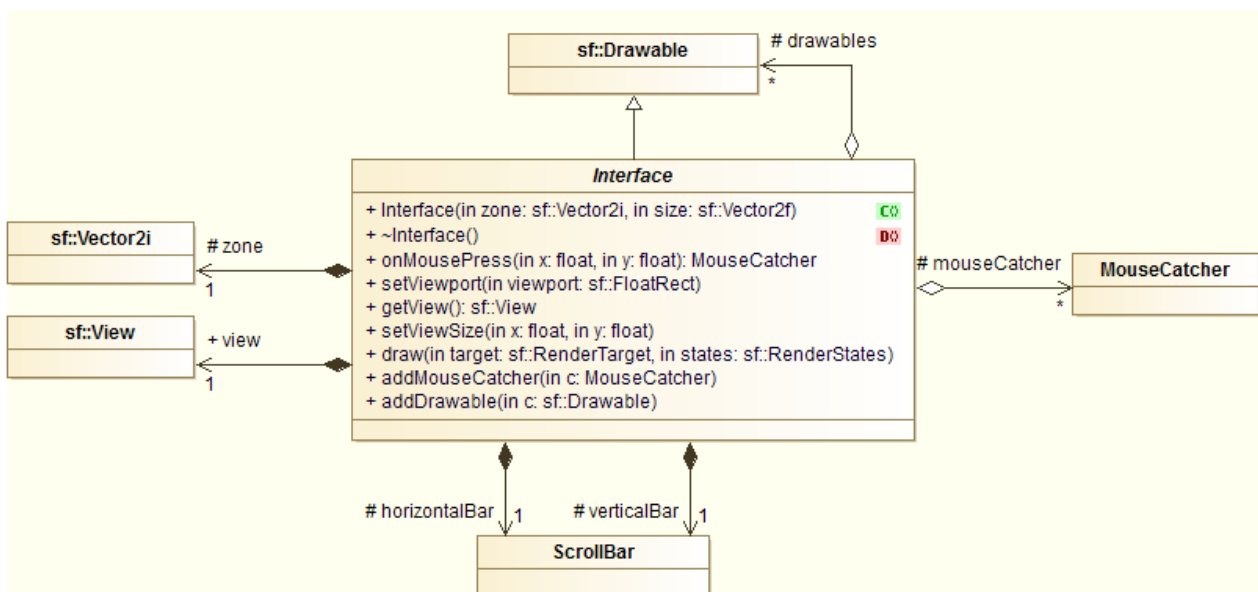 sf::Drawable
# drawables
*
Interface
+ Interface(in zone: sf::Vector2i, in size: sf::Vector2f)
C()
+ ~Interface()
D()
+ onMousePress(in x: float, in y: float): MouseCatcher
+ setViewport(in viewport: sf::FloatRect)
+ getView(): sf::View
+ setViewSize(in x: float, in y: float)
+ draw(in target: sf::RenderTarget, in states: sf::RenderStates)
+ addMouseCatcher(in c: MouseCatcher)
+ addDrawable(in c: sf::Drawable)
sf::Vector2i
# zone
1
sf::View
+ view
1
# mouseCatcher
*
MouseCatcher
# horizontalBar
1
# verticalBar
1
ScrollBar